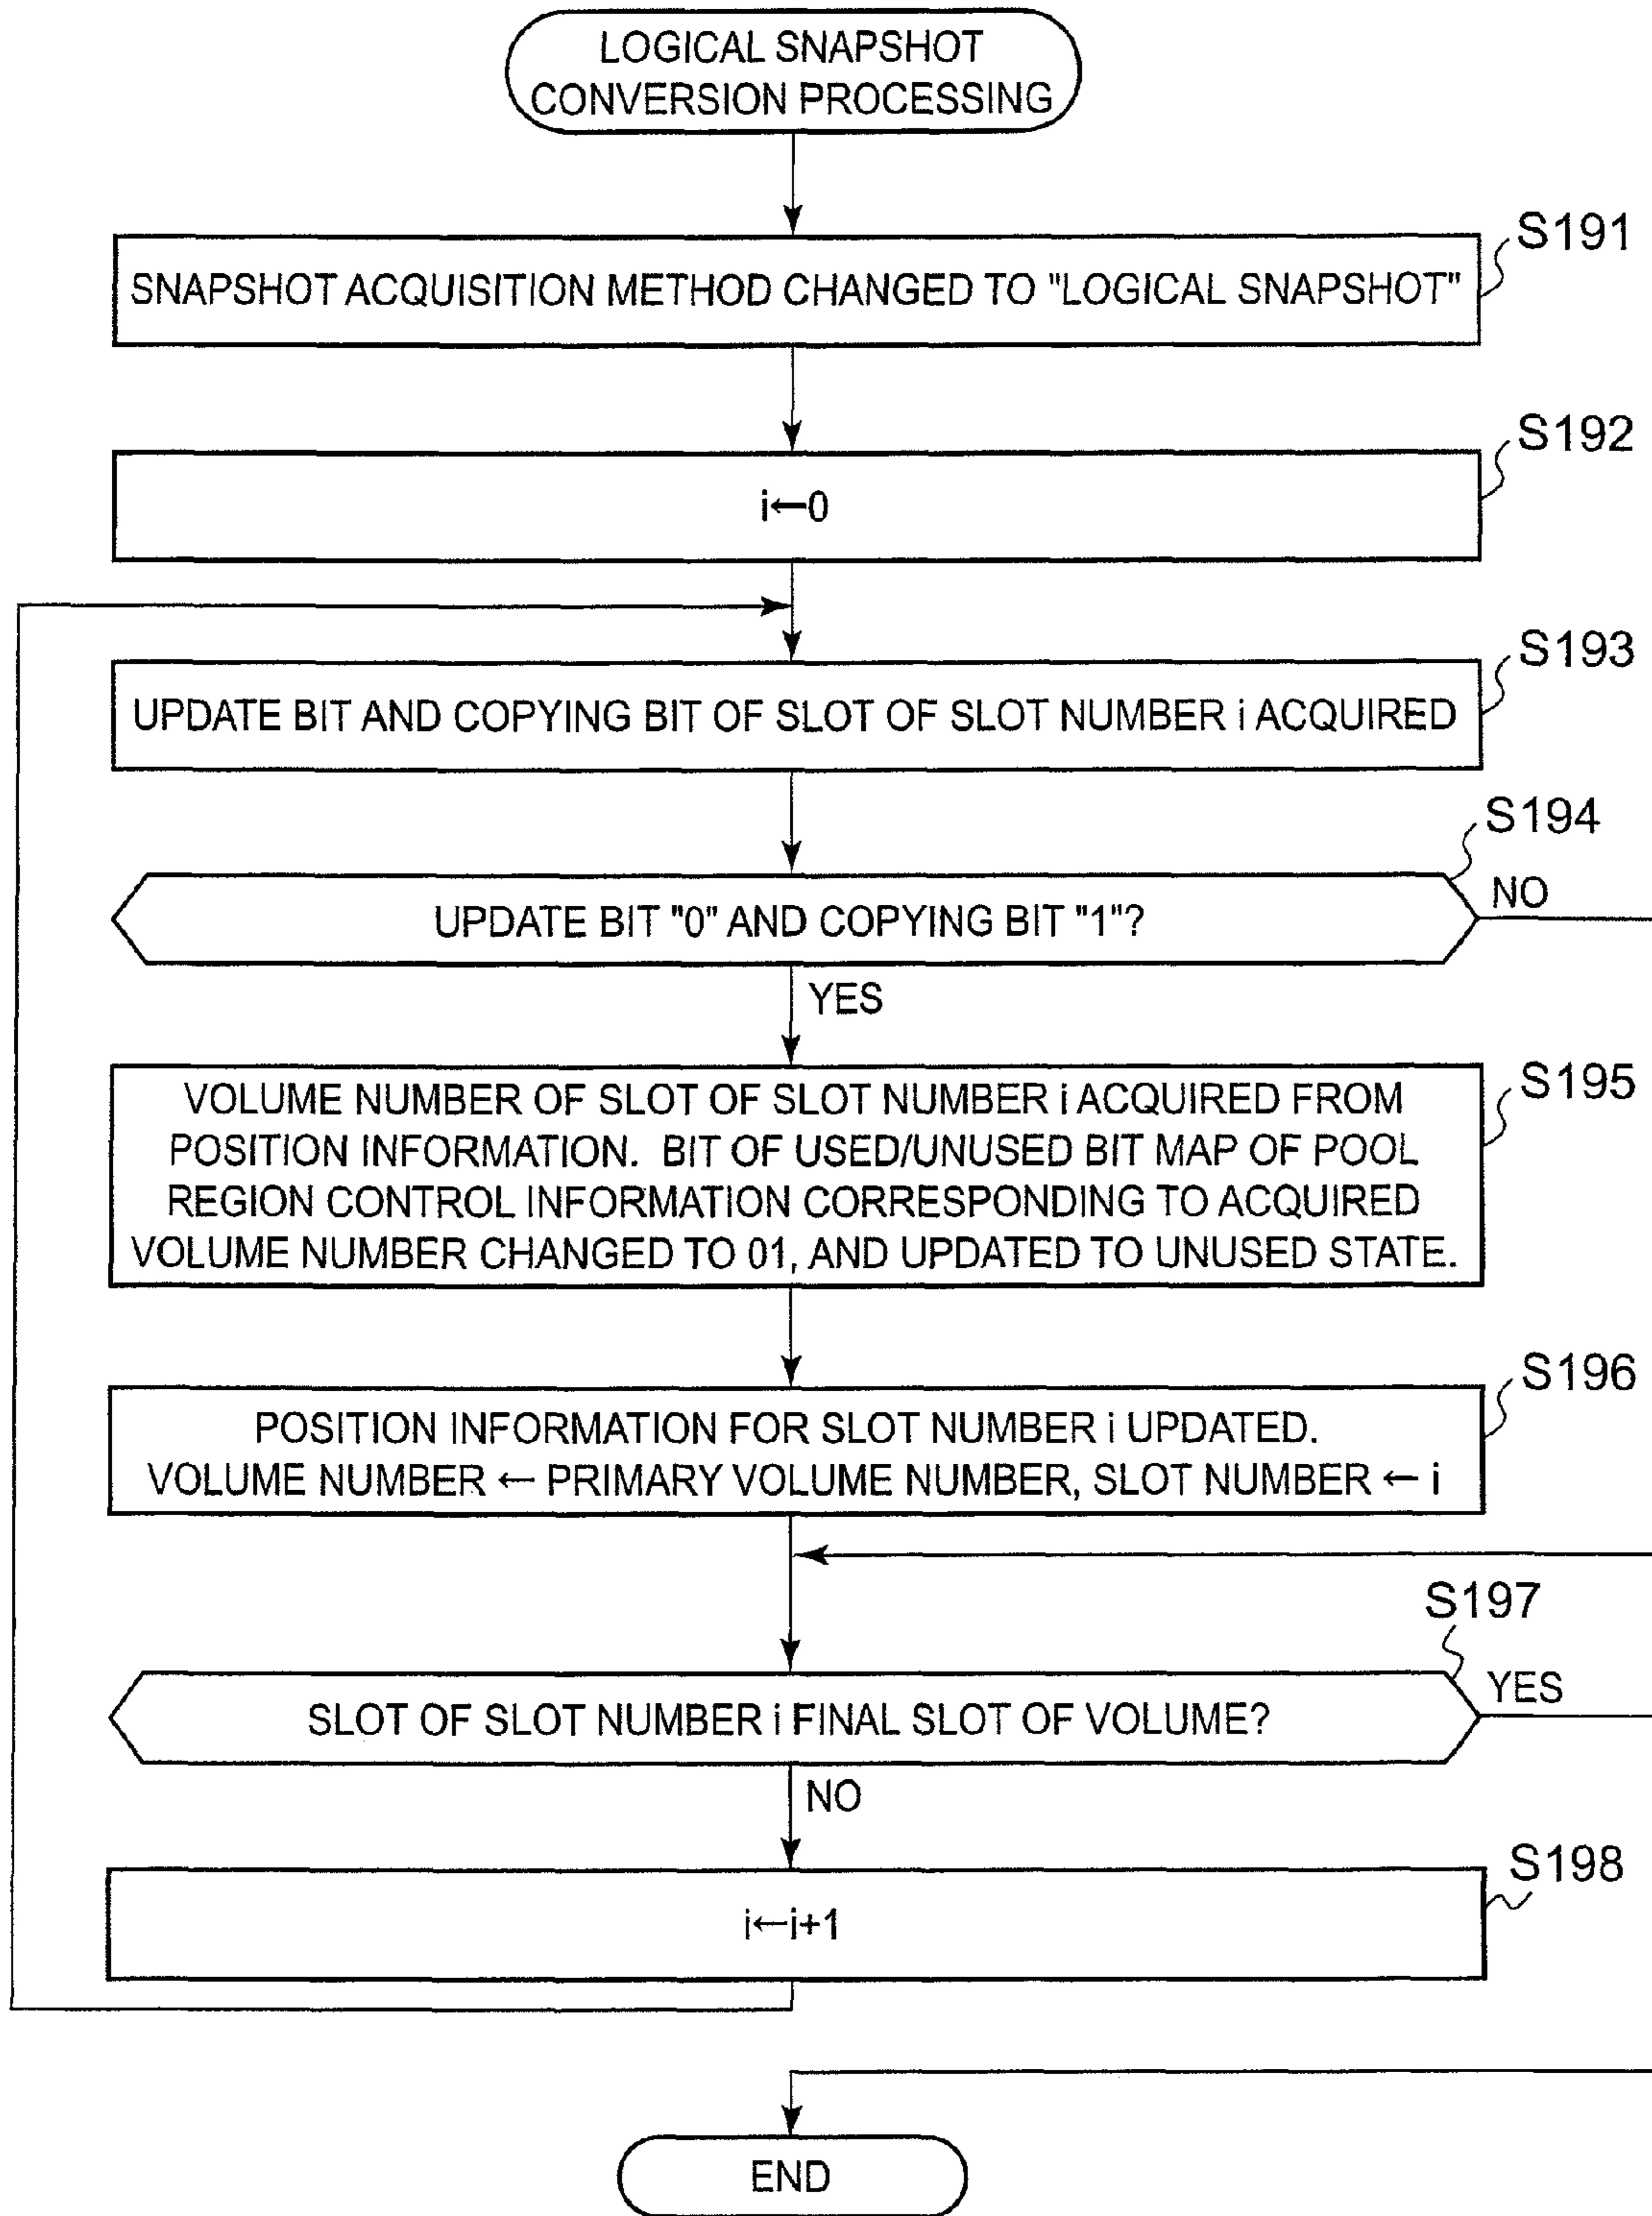 LOGICAL SNAPSHOT
CONVERSION PROCESSING
S191
SNAPSHOT ACQUISITION METHOD CHANGED TO "LOGICAL SNAPSHOT"
S192
i←0
S193
UPDATE BIT AND COPYING BIT OF SLOT OF SLOT NUMBER i ACQUIRED
S194
UPDATE BIT "0" AND COPYING BIT "1"?
NO
YES
S195
VOLUME NUMBER OF SLOT OF SLOT NUMBER i ACQUIRED FROM
POSITION INFORMATION. BIT OF USED/UNUSED BIT MAP OF POOL
REGION CONTROL INFORMATION CORRESPONDING TO ACQUIRED
VOLUME NUMBER CHANGED TO 01, AND UPDATED TO UNUSED STATE.
S196
POSITION INFORMATION FOR SLOT NUMBER i UPDATED.
VOLUME NUMBER ← PRIMARY VOLUME NUMBER, SLOT NUMBER ← i
S197
SLOT OF SLOT NUMBER i FINAL SLOT OF VOLUME?
YES
NO
S198
i←i+1
END